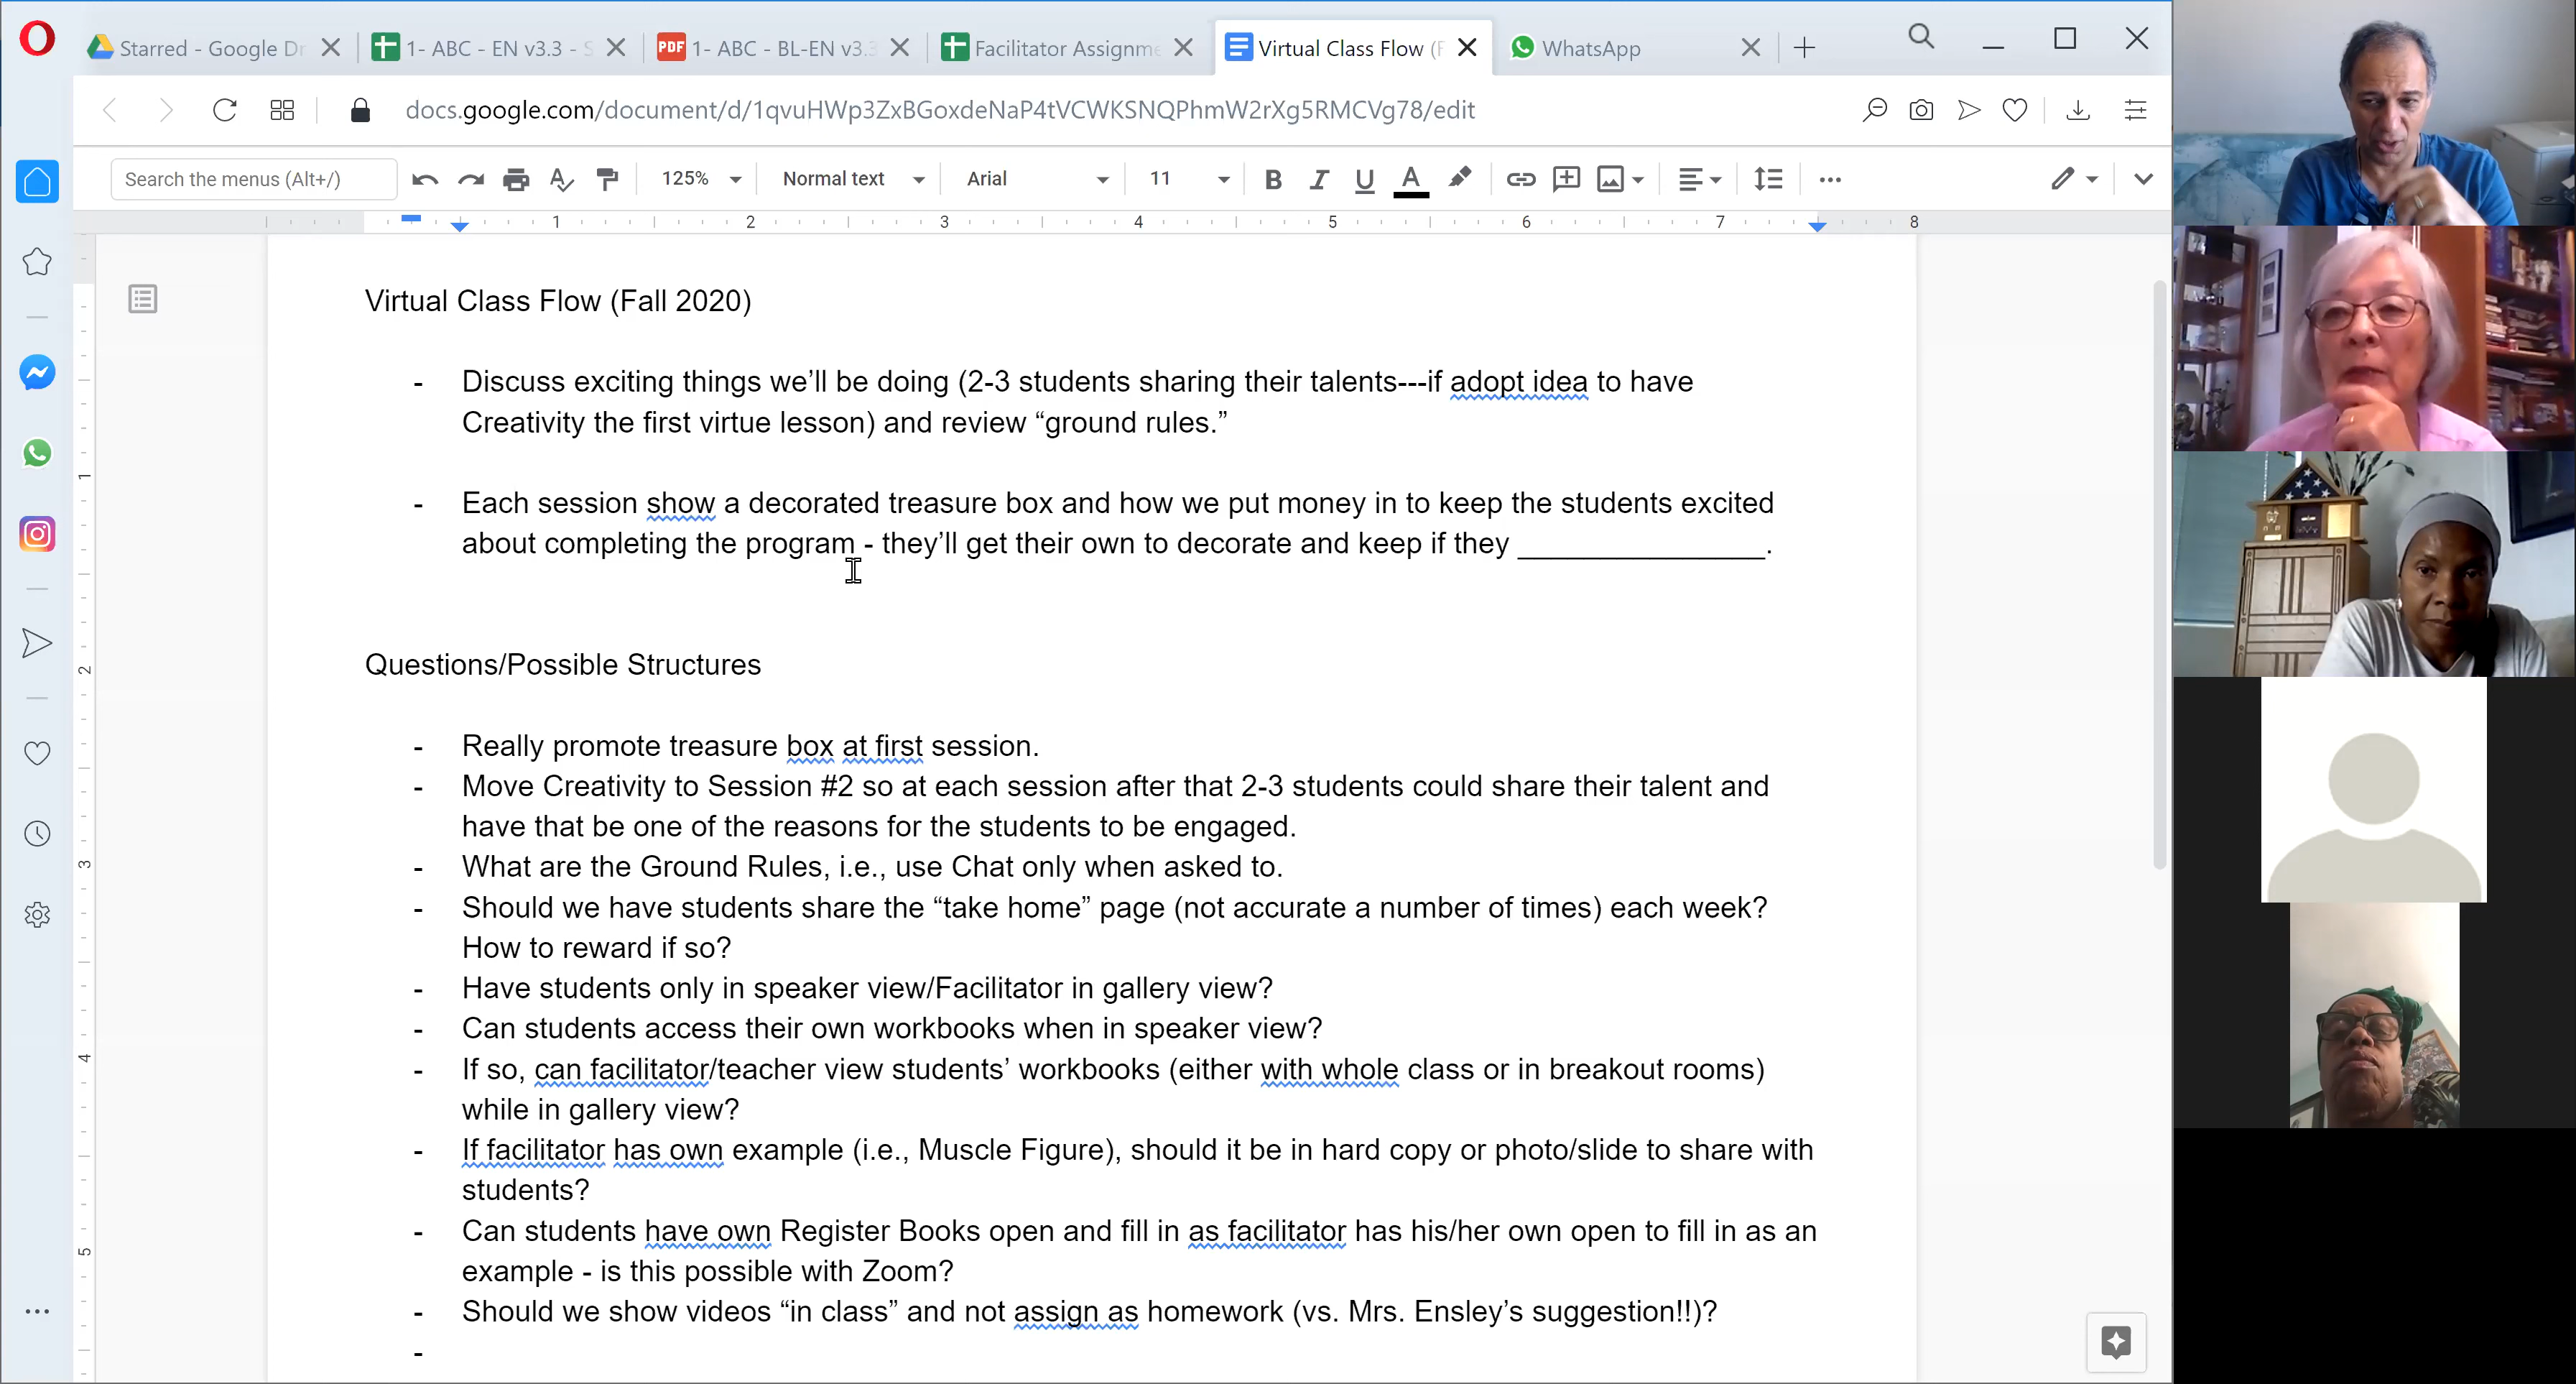 Starred - Google Dr
1- ABC - EN v3.3 - S
PDF 1- ABC - BL-EN v3.3
Facilitator Assignme
Virtual Class Flow (F
WhatsApp
docs.google.com/document/d/1qvuHWp3ZxBGoxdeNaP4tVCWKSNQPhmW2rXg5RMCVg78/edit
Search the menus (Alt+/)
125%
Normal text
Arial
11
B I U A
1 2 3 4 5 6 7 8
Virtual Class Flow (Fall 2020)
- Discuss exciting things we’ll be doing (2-3 students sharing their talents---if adopt idea to have
Creativity the first virtue lesson) and review “ground rules.”
- Each session show a decorated treasure box and how we put money in to keep the students excited
about completing the program - they’ll get their own to decorate and keep if they ________________.
Questions/Possible Structures
- Really promote treasure box at first session.
- Move Creativity to Session #2 so at each session after that 2-3 students could share their talent and
have that be one of the reasons for the students to be engaged.
- What are the Ground Rules, i.e., use Chat only when asked to.
- Should we have students share the “take home” page (not accurate a number of times) each week?
How to reward if so?
- Have students only in speaker view/Facilitator in gallery view?
- Can students access their own workbooks when in speaker view?
- If so, can facilitator/teacher view students’ workbooks (either with whole class or in breakout rooms)
while in gallery view?
- If facilitator has own example (i.e., Muscle Figure), should it be in hard copy or photo/slide to share with
students?
- Can students have own Register Books open and fill in as facilitator has his/her own open to fill in as an
example - is this possible with Zoom?
- Should we show videos “in class” and not assign as homework (vs. Mrs. Ensley’s suggestion!!)?
-
1
2
3
4
5